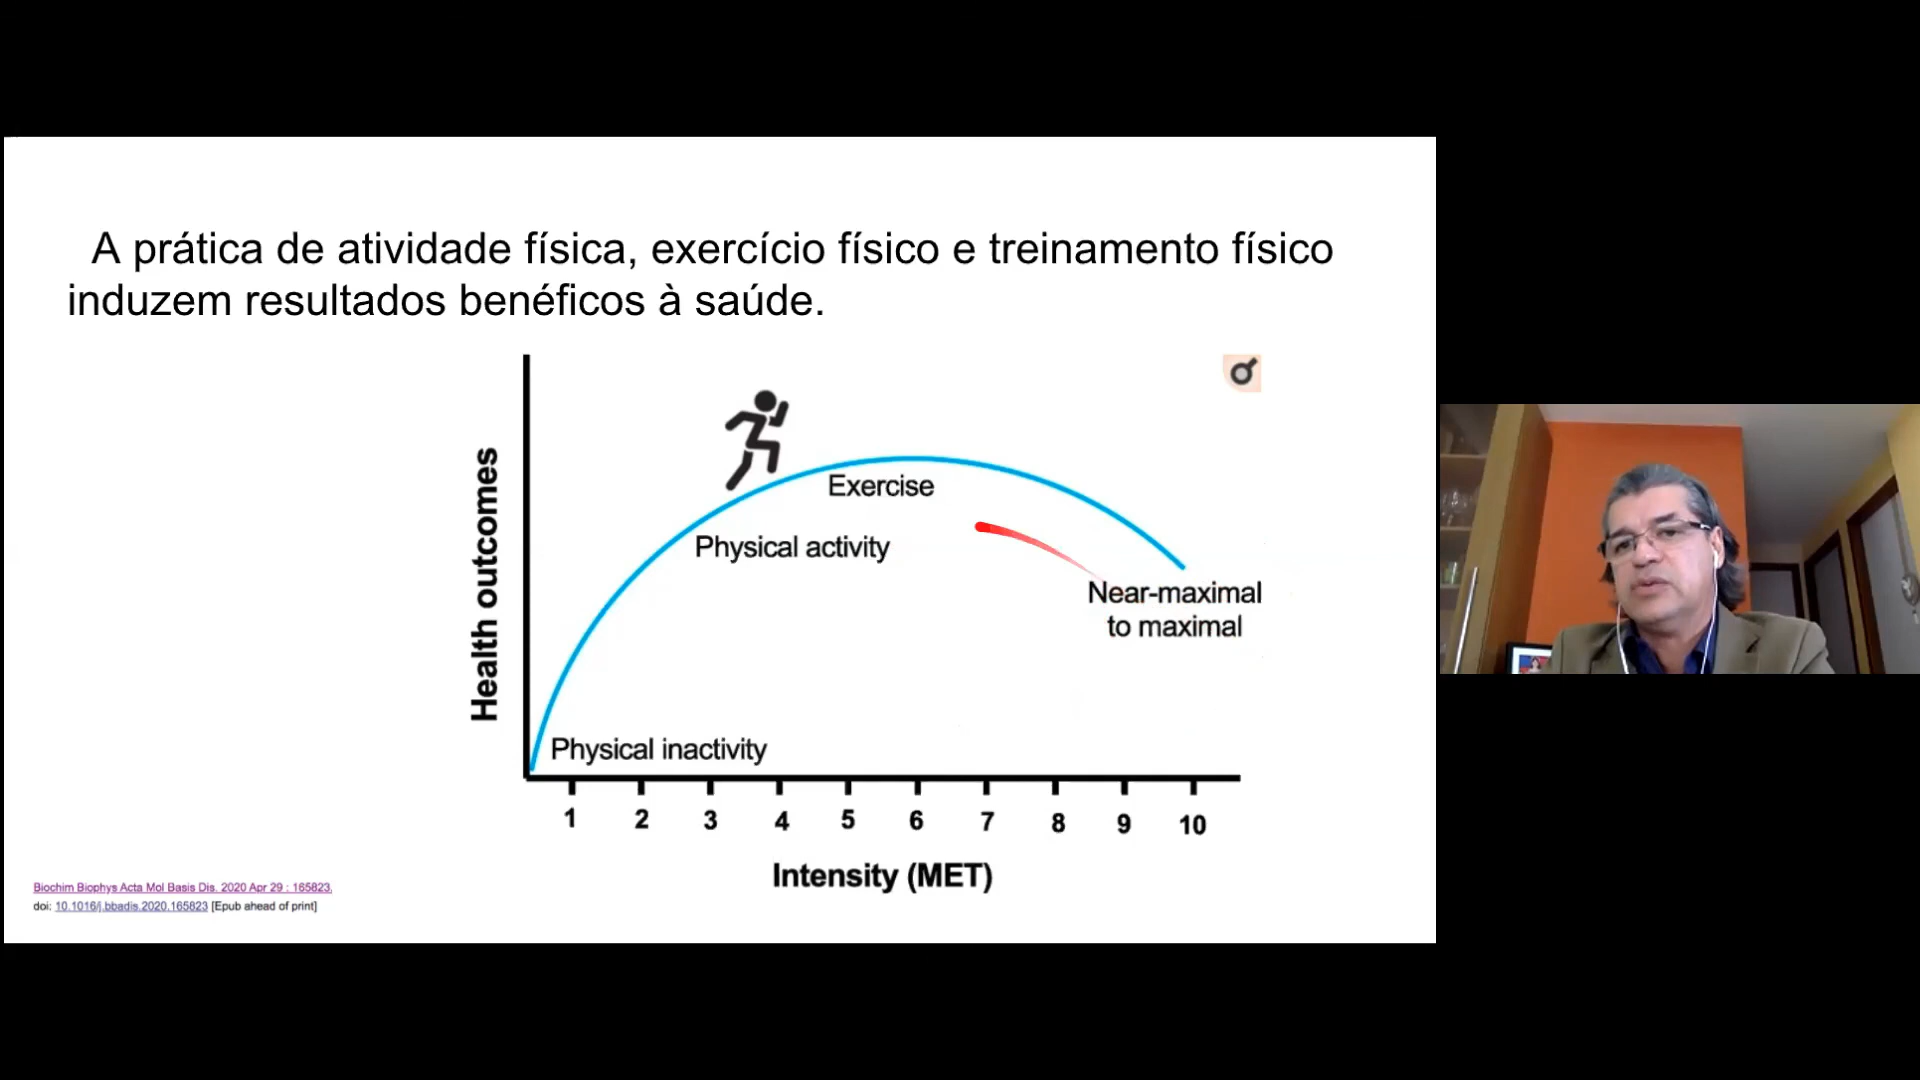 A prática de atividade física, exercício físico e treinamento físico
induzem resultados benéficos à saúde.
Health outcomes
Exercise
Physical activity
Near-maximal
to maximal
Physical inactivity
1 2 3 4 5 6 7 8 9 10
Intensity (MET)
Biochim Biophys Acta Mol Basis Dis. 2020 Apr 29 : 165823.
doi: 10.1016/j.bbadis.2020.165823 [Epub ahead of print]